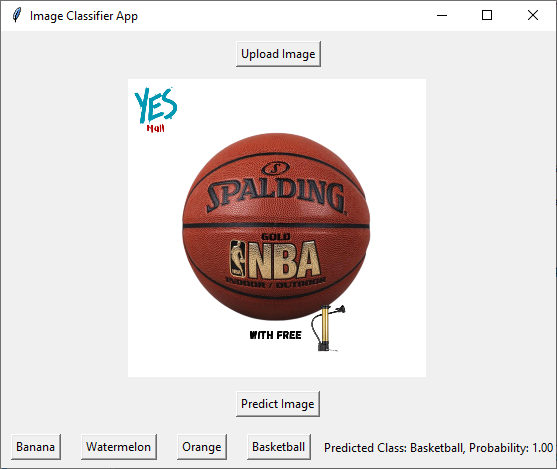 Image Classifier App
Upload Image
YES
Mall
SPALDING
GOLD
NBA
INDOOR / OUTDOOR
WITH FREE
Predict Image
Banana
Watermelon
Orange
Basketball
Predicted Class: Basketball, Probability: 1.00